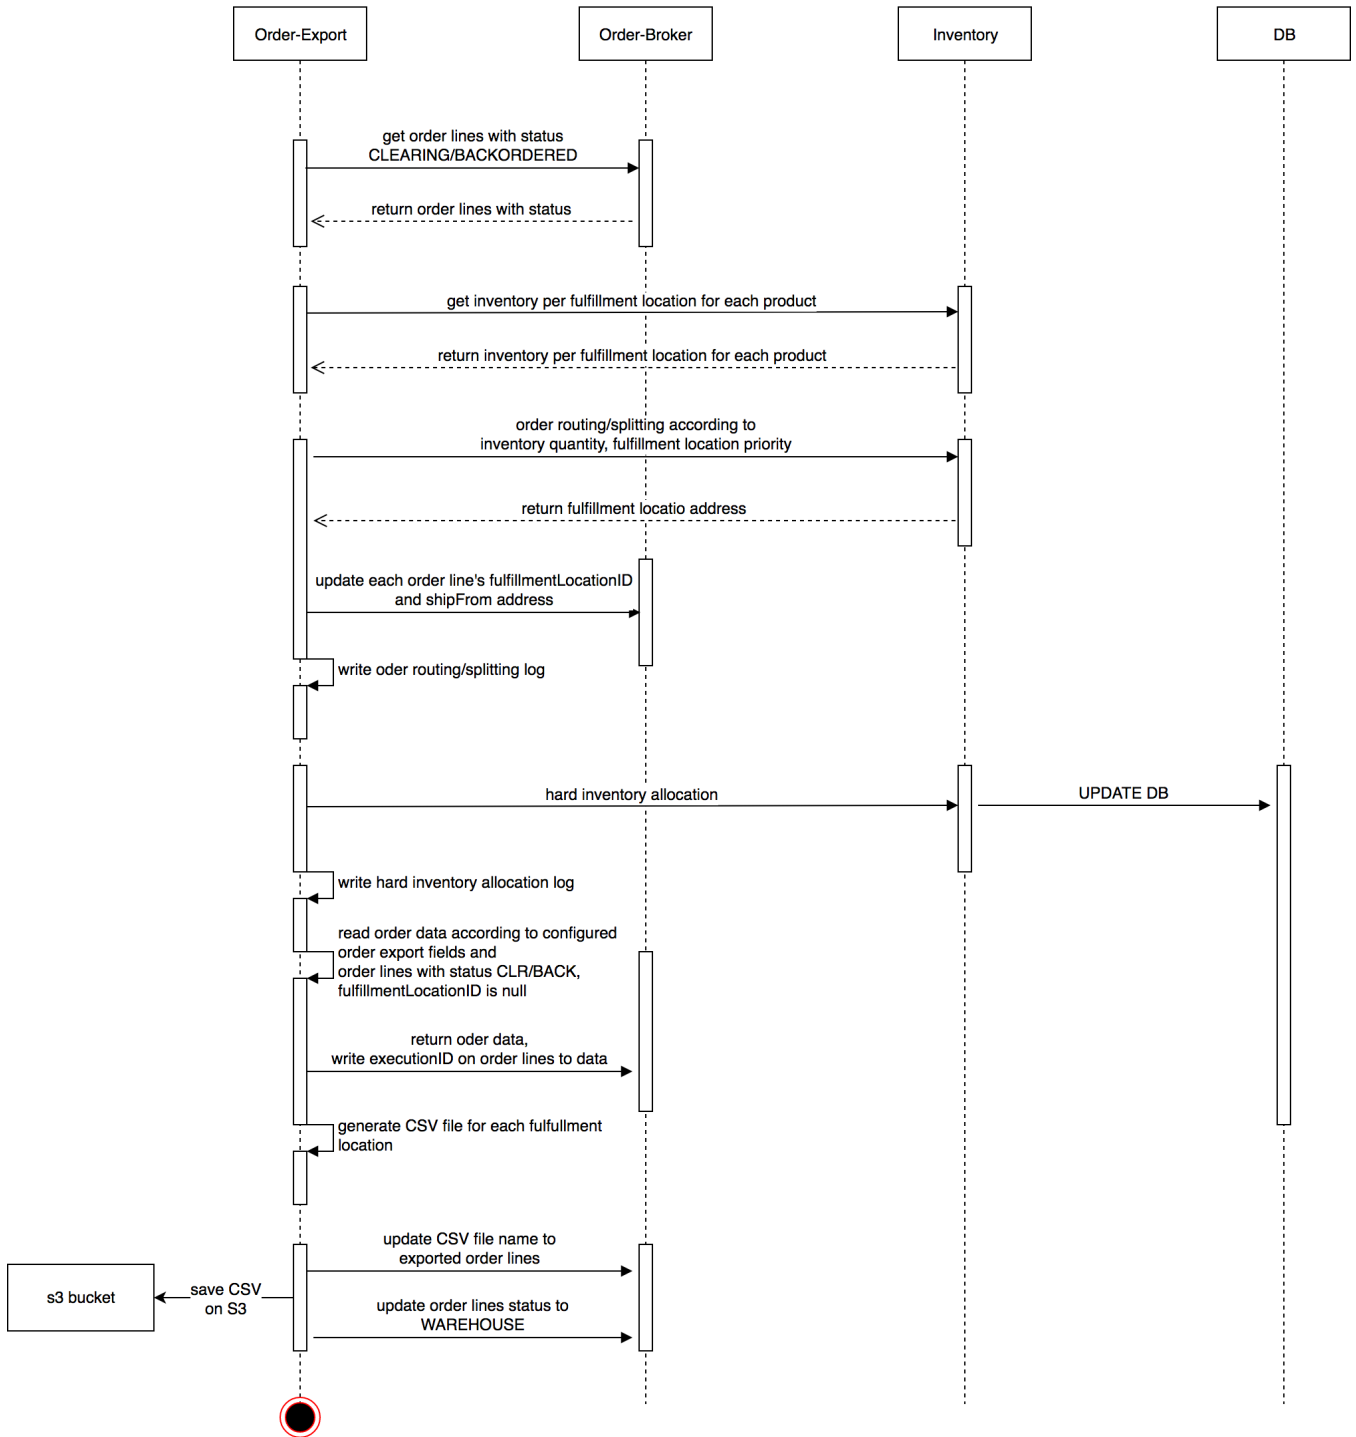 Order-Export
Order-Broker
Inventory
DB
get order lines with status
CLEARING/BACKORDERED
return order lines with status
get inventory per fulfillment location for each product
return inventory per fulfillment location for each product
order routing/splitting according to
inventory quantity, fulfillment location priority
return fulfillment locatio address
update each order line's fulfillmentLocationID
and shipFrom address
write oder routing/splitting log
hard inventory allocation
UPDATE DB
write hard inventory allocation log
read order data according to configured
order export fields and
order lines with status CLR/BACK,
fulfillmentLocationID is null
return oder data,
write executionID on order lines to data
generate CSV file for each fulfullment
location
update CSV file name to
exported order lines
s3 bucket
save CSV
on S3
update order lines status to
WAREHOUSE